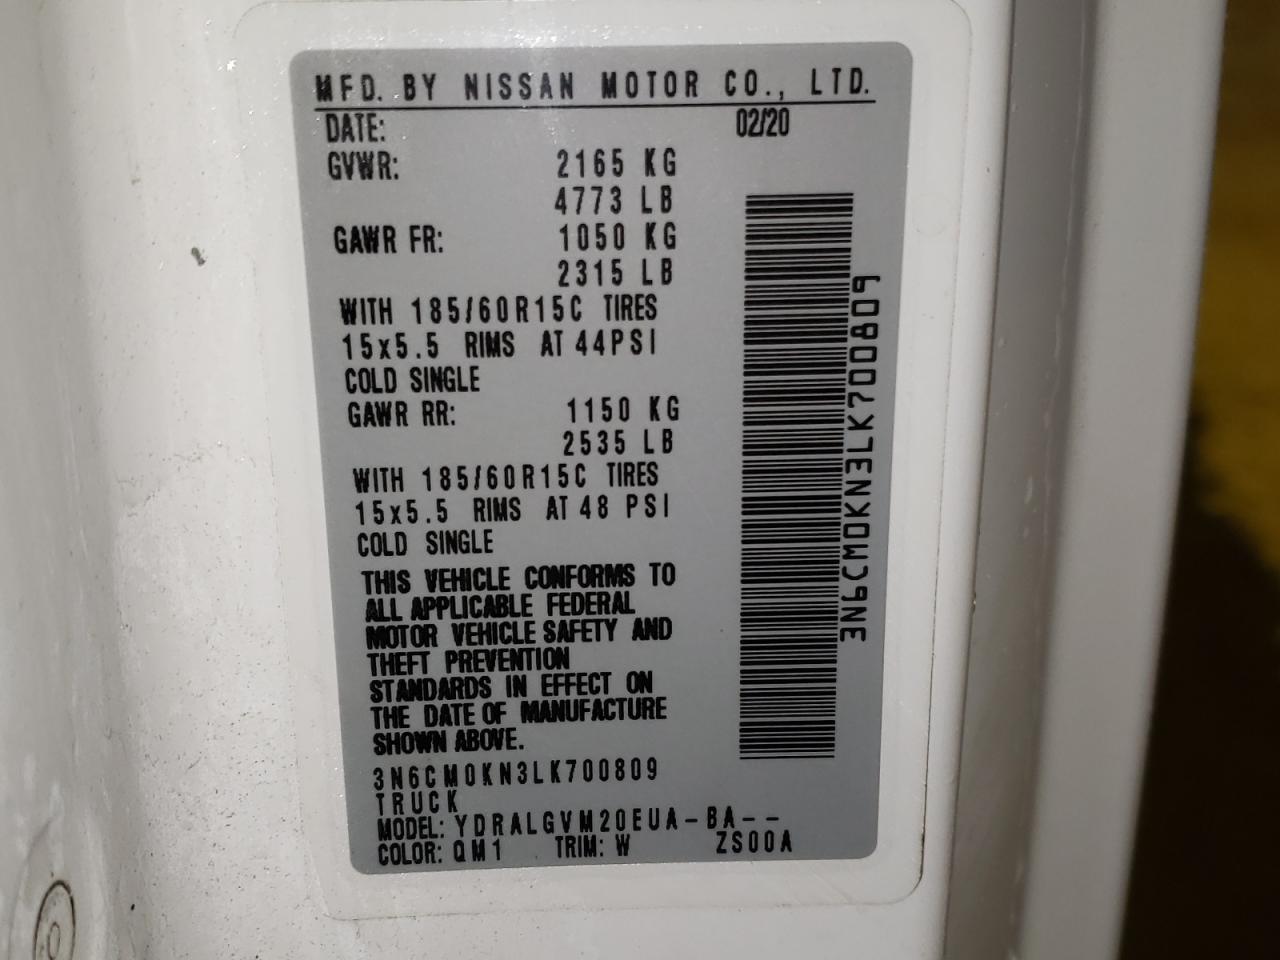 MFD. BY NISSAN MOTOR CO., LTD.
DATE: 02/20
GVWR: 2165 KG
4773 LB
GAWR FR: 1050 KG
2315 LB
WITH 185/60R15C TIRES
15x5.5 RIMS AT 44PSI
COLD SINGLE
GAWR RR: 1150 KG
2535 LB
WITH 185/60R15C TIRES
15x5.5 RIMS AT 48 PSI
COLD SINGLE
THIS VEHICLE CONFORMS TO
ALL APPLICABLE FEDERAL
MOTOR VEHICLE SAFETY AND
THEFT PREVENTION
STANDARDS IN EFFECT ON
THE DATE OF MANUFACTURE
SHOWN ABOVE.
3N6CM0KN3LK700809
TRUCK
MODEL: YDRALGVM20EUA-BA--
COLOR: QM1 TRIM: W ZS00A
3N6CM0KN3LK700809